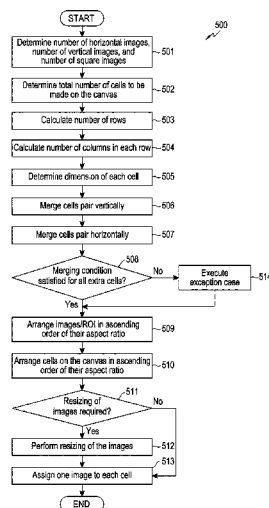 START
500
Determine number of horizontal images,
number of vertical images, and
number of square images
501
Determine total number of cells to be
made on the canvas
502
Calculate number of rows
503
Calculate number of columns in each row
504
Determine dimension of each cell
505
Merge cells pair vertically
506
Merge cells pair horizontally
507
508
Merging condition
satisfied for all extra cells?
No
Execute
exception case
514
Yes
Arrange images/ROI in ascending
order of their aspect ratio
509
Arrange cells on the canvas in ascending
order of their aspect ratio
510
511
Resizing of
images required?
No
Yes
Perform resizing of the images
512
513
Assign one image to each cell
END